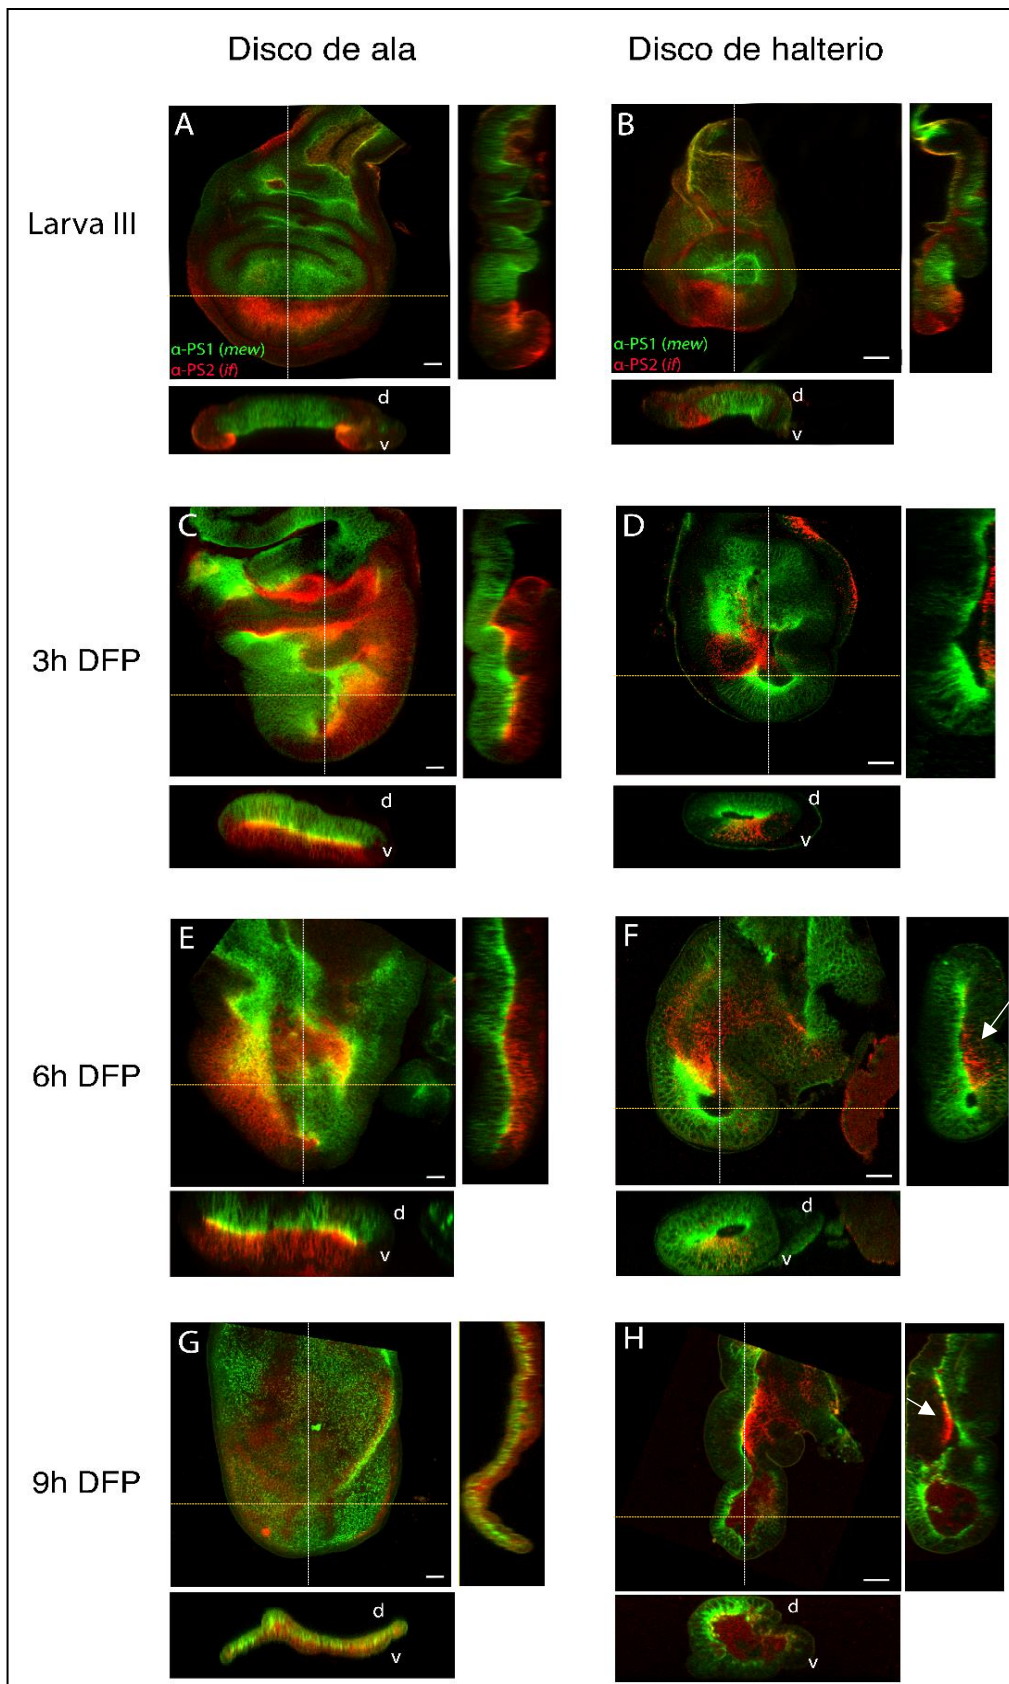 Disco de ala
Disco de halterio
Larva III
A
α-PS1 (mew)
α-PS2 (if)
d
v
B
α-PS1 (mew)
α-PS2 (if)
d
v
3h DFP
C
d
v
D
d
v
6h DFP
E
d
v
F
d
v
9h DFP
G
d
v
H
d
v